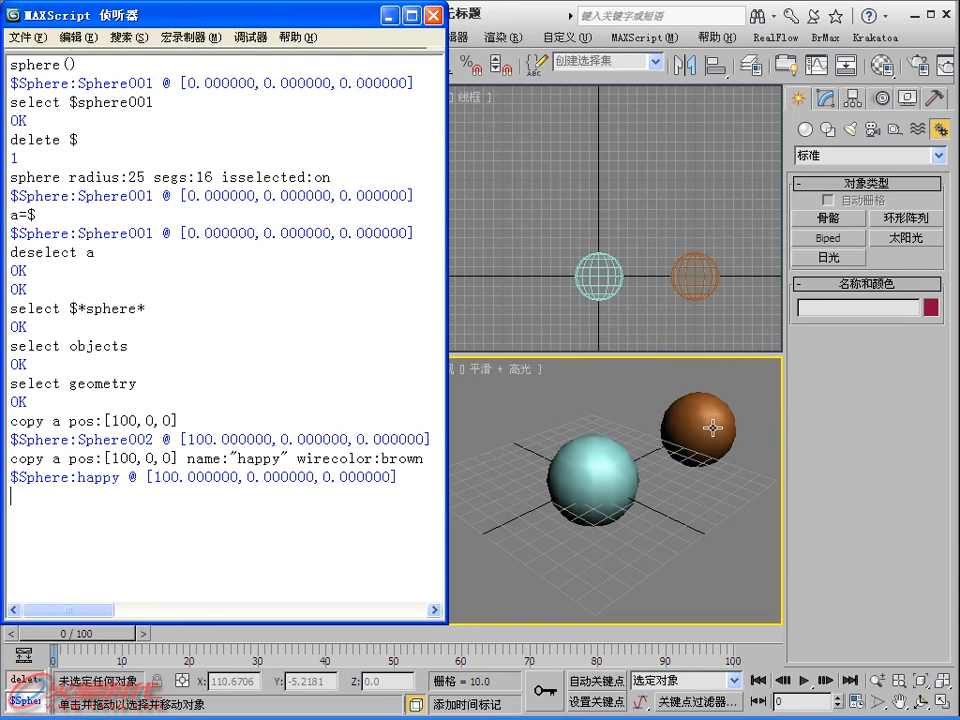 MAXScript 侦听器
无标题
键入关键字或短语
文件(F) 编辑(E) 搜索(S) 宏录制器(M) 调试器 帮助(H)
辑器 渲染(R) 自定义(U) MAXScript(M) 帮助(H) RealFlow BrMax Krakatoa
创建选择集
sphere()
$Sphere:Sphere001 @ [0.000000,0.000000,0.000000]
select $sphere001
OK
delete $
1
sphere radius:25 segs:16 isselected:on
$Sphere:Sphere001 @ [0.000000,0.000000,0.000000]
a=$
$Sphere:Sphere001 @ [0.000000,0.000000,0.000000]
deselect a
OK
OK
select $*sphere*
OK
select objects
OK
select geometry
OK
copy a pos:[100,0,0]
$Sphere:Sphere002 @ [100.000000,0.000000,0.000000]
copy a pos:[100,0,0] name:"happy" wirecolor:brown
$Sphere:happy @ [100.000000,0.000000,0.000000]
] 线框 ]
视 [] 平滑 + 高光 ]
标准
- 对象类型
自动栅格
骨骼 环形阵列
Biped 太阳光
日光
- 名称和颜色
< 0 / 100 >
0 10 20 30 40 50 60 70 80 90 100
delet 未选定任何对象 X: 110.6706 Y: -5.2181 Z: 0.0 栅格 = 10.0 自动关键点 选定对象
$Spher 单击并拖动以选择并移动对象 添加时间标记 设置关键点 关键点过滤器... 0